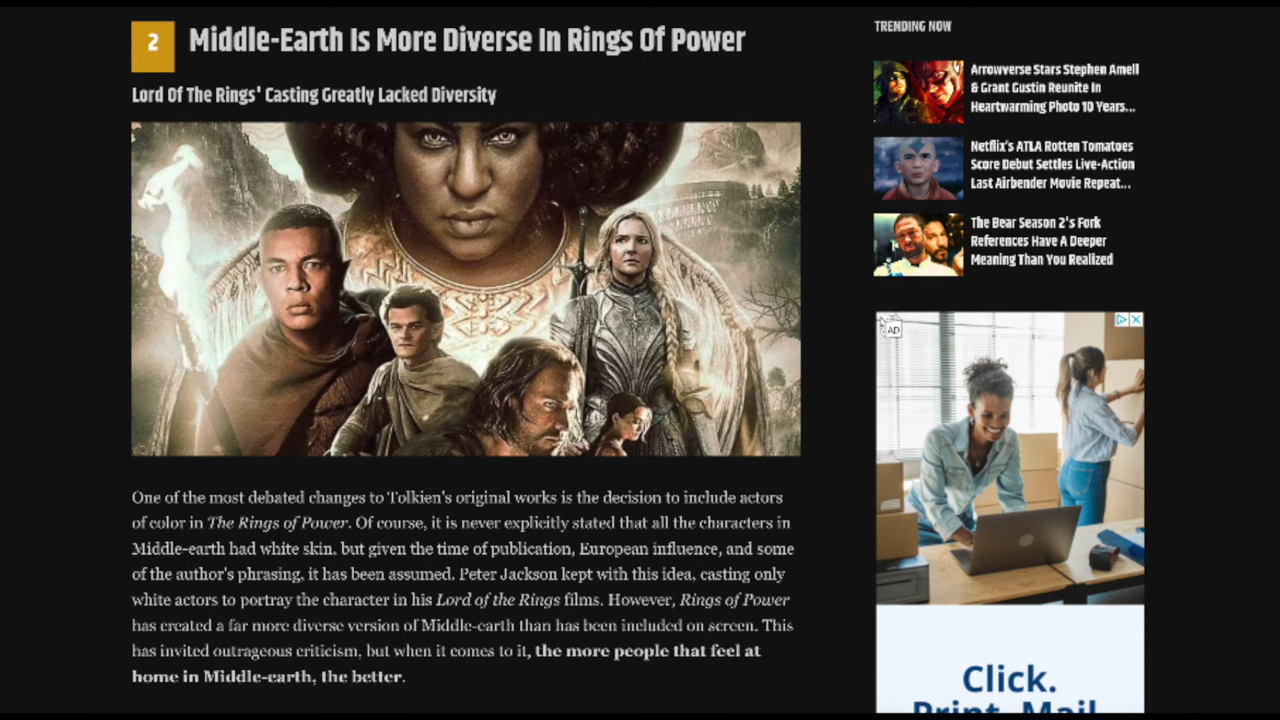 2
Middle-Earth Is More Diverse In Rings Of Power
Lord Of The Rings' Casting Greatly Lacked Diversity
One of the most debated changes to Tolkien's original works is the decision to include actors
of color in The Rings of Power. Of course, it is never explicitly stated that all the characters in
Middle-earth had white skin, but given the time of publication, European influence, and some
of the author's phrasing, it has been assumed. Peter Jackson kept with this idea, casting only
white actors to portray the character in his Lord of the Rings films. However, Rings of Power
has created a far more diverse version of Middle-earth than has been included on screen. This
has invited outrageous criticism, but when it comes to it, the more people that feel at
home in Middle-earth, the better.
TRENDING NOW
Arrowverse Stars Stephen Amell
& Grant Gustin Reunite In
Heartwarming Photo 10 Years...
Netflix's ATLA Rotten Tomatoes
Score Debut Settles Live-Action
Last Airbender Movie Repeat...
The Bear Season 2's Fork
References Have A Deeper
Meaning Than You Realized
AD
Click.
Print. Mail.